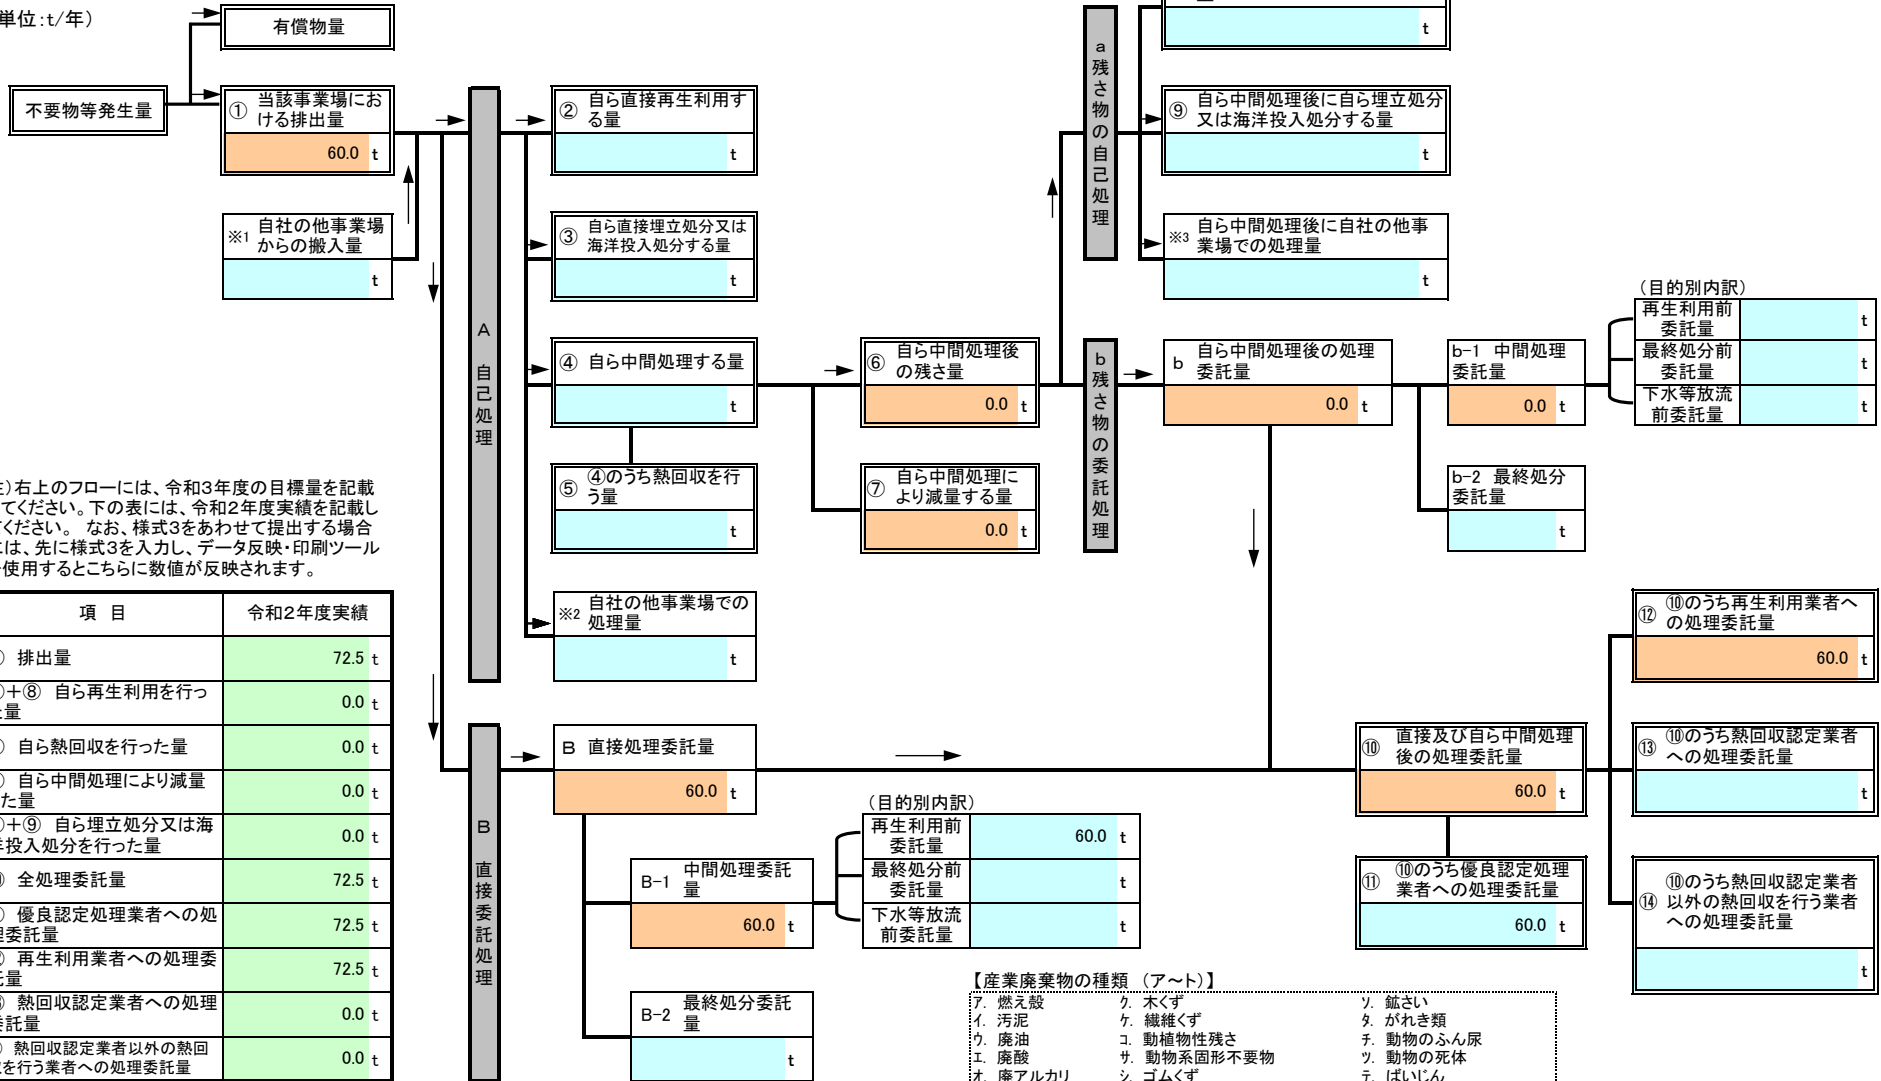 単位:t/年)
有償物量
不要物等発生量
① 当該事業場にお
ける排出量
60.0 t
※1 自社の他事業場
からの搬入量
t
A 自己処理
② 自ら直接再生利用す
る量
t
③ 自ら直接埋立処分又は
海洋投入処分する量
t
④ 自ら中間処理する量
t
⑤ ④のうち熱回収を行
う量
t
※2 自社の他事業場での
処理量
t
⑥ 自ら中間処理後
の残さ量
0.0 t
⑦ 自ら中間処理に
より減量する量
0.0 t
a 残さ物の自己処理
t
⑨ 自ら中間処理後に自ら埋立処分
又は海洋投入処分する量
t
※3 自ら中間処理後に自社の他事
業場での処理量
t
b 残さ物の委託処理
b 自ら中間処理後の処理
委託量
0.0 t
b-1 中間処理
委託量
0.0 t
b-2 最終処分
委託量
t
(目的別内訳)
再生利用前
委託量
t
最終処分前
委託量
t
下水等放流
前委託量
t
)右上のフローには、令和3年度の目標量を記載
てください。下の表には、令和2年度実績を記載し
ください。 なお、様式3をあわせて提出する場合
は、先に様式3を入力し、データ反映・印刷ツール
使用するとこちらに数値が反映されます。
項 目 令和2年度実績
) 排出量 72.5 t
)+⑧ 自ら再生利用を行っ
量 0.0 t
) 自ら熱回収を行った量 0.0 t
) 自ら中間処理により減量
た量 0.0 t
)+⑨ 自ら埋立処分又は海
投入処分を行った量 0.0 t
) 全処理委託量 72.5 t
) 優良認定処理業者への処
理委託量 72.5 t
) 再生利用業者への処理委
量 72.5 t
) 熱回収認定業者への処理
委託量 0.0 t
) 熱回収認定業者以外の熱回
を行う業者への処理委託量 0.0 t
B 直接委託処理
B 直接処理委託量
60.0 t
B-1 中間処理委託
量
60.0 t
B-2 最終処分委託
量
t
(目的別内訳)
再生利用前
委託量
60.0 t
最終処分前
委託量
t
下水等放流
前委託量
t
⑩ 直接及び自ら中間処理
後の処理委託量
60.0 t
⑪ ⑩のうち優良認定処理
業者への処理委託量
60.0 t
⑫ ⑩のうち再生利用業者へ
の処理委託量
60.0 t
⑬ ⑩のうち熱回収認定業者
への処理委託量
t
⑭ ⑩のうち熱回収認定業者
以外の熱回収を行う業者
への処理委託量
t
【産業廃棄物の種類 (ア～ト)】
ア. 燃え殻 ク. 木くず ソ. 鉱さい
イ. 汚泥 ケ. 繊維くず タ. がれき類
ウ. 廃油 コ. 動植物性残さ チ. 動物のふん尿
エ. 廃酸 サ. 動物系固形不要物 ツ. 動物の死体
オ. 廃アルカリ シ. ゴムくず テ. ばいじん